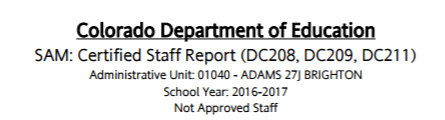 Colorado Department of Education
SAM: Certified Staff Report (DC208, DC209, DC211)
Administrative Unit: 01040 - ADAMS 27J BRIGHTON
School Year: 2016-2017
Not Approved Staff